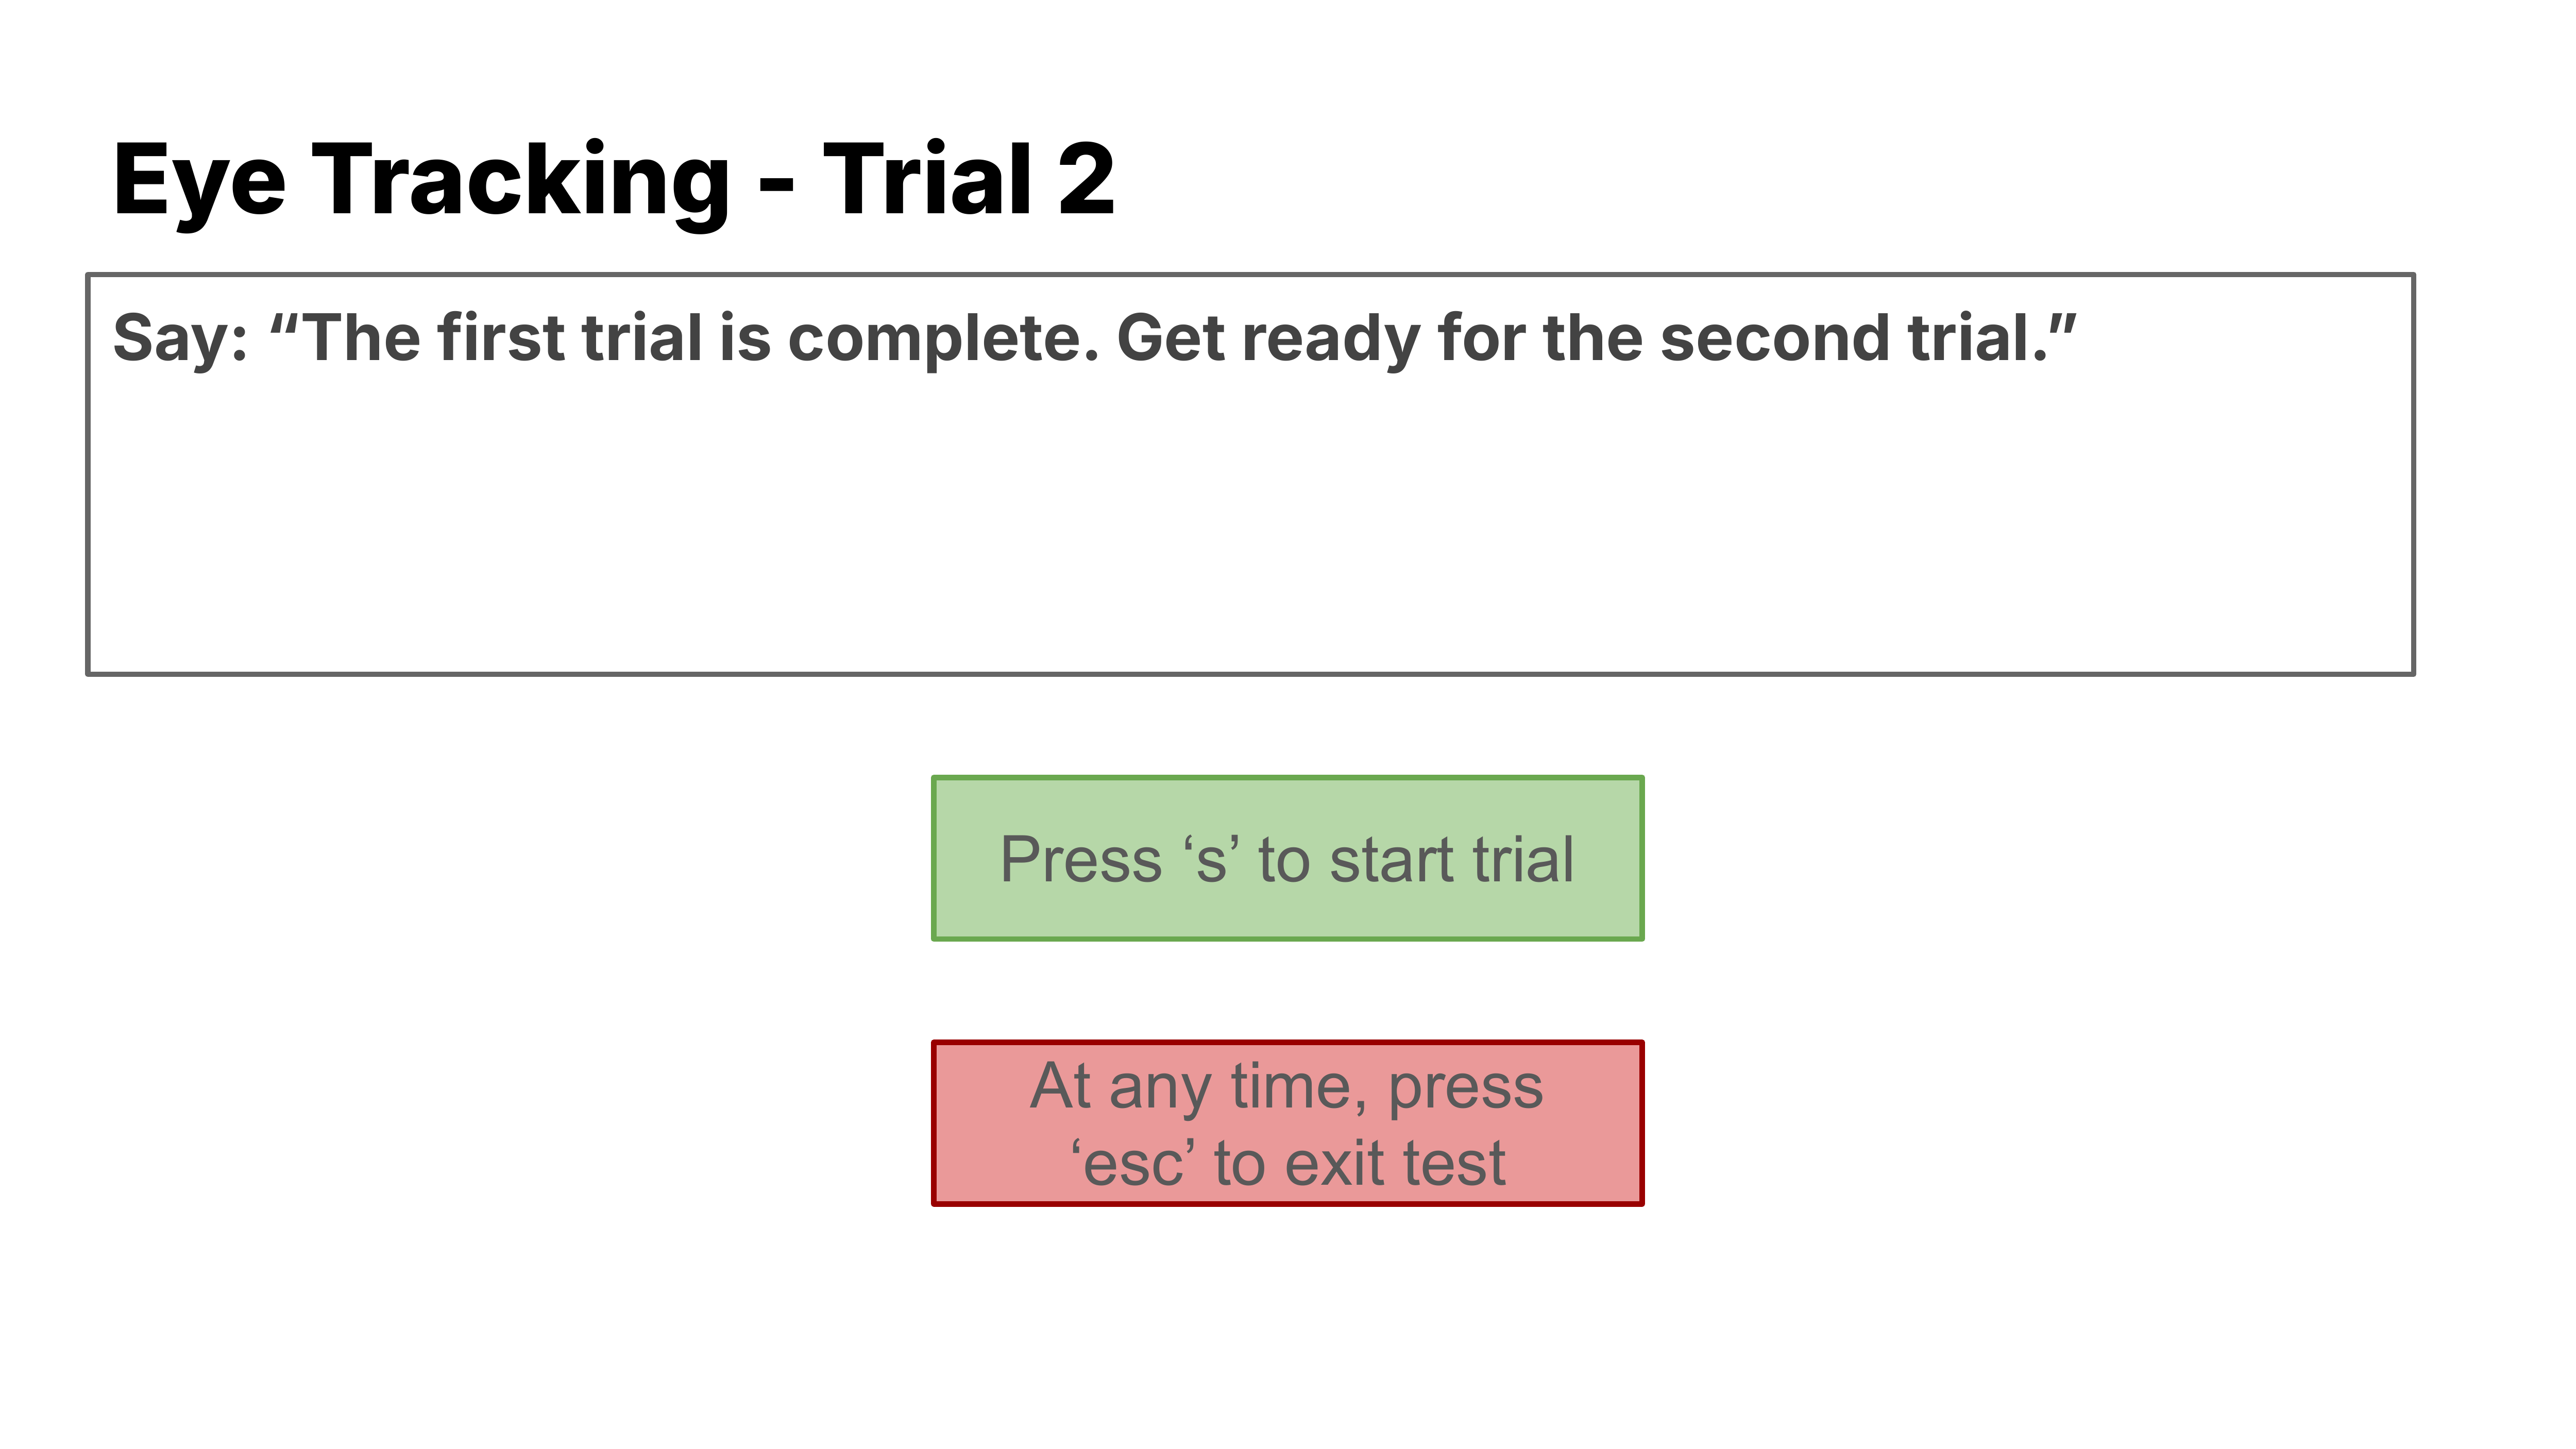 Eye Tracking - Trial 2
Say: “The first trial is complete. Get ready for the second trial.”
Press ‘s’ to start trial
At any time, press
‘esc’ to exit test